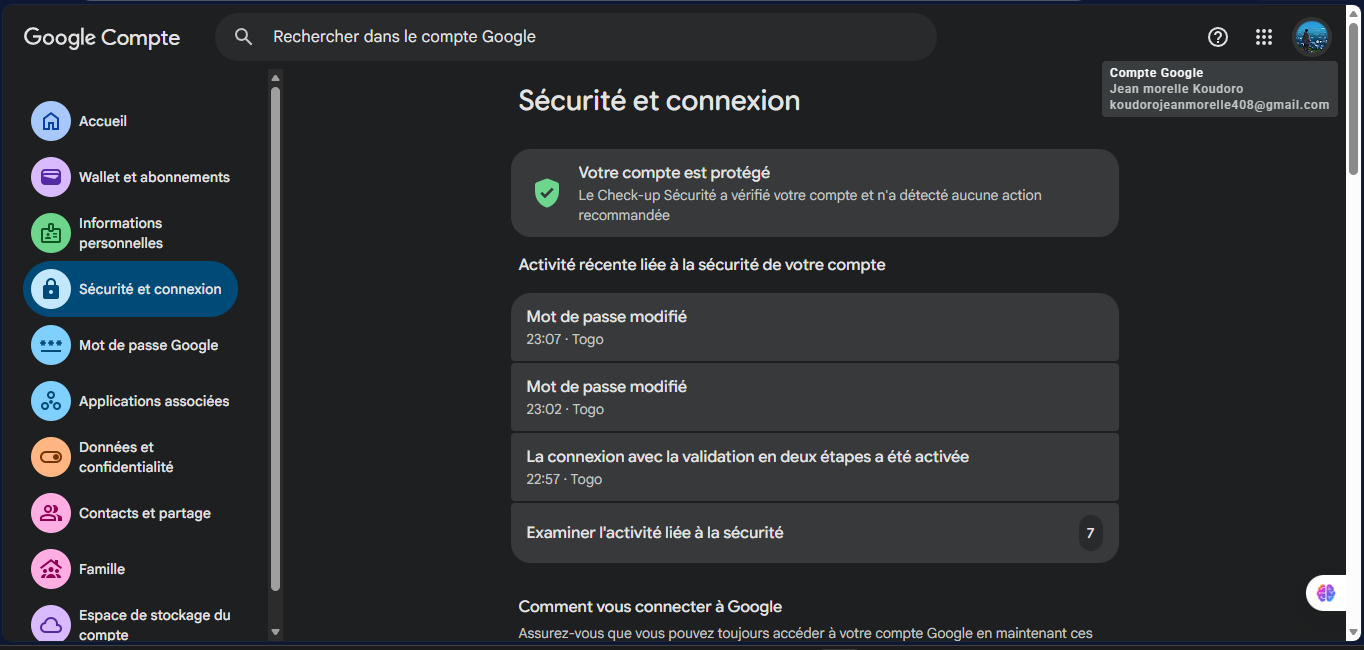 Google Compte
Rechercher dans le compte Google
Compte Google
Jean morelle Koudoro
koudorojeanmorelle408@gmail.com
Accueil
Wallet et abonnements
Informations
personnelles
Sécurité et connexion
Mot de passe Google
Applications associées
Données et
confidentialité
Contacts et partage
Famille
Espace de stockage du
compte
Sécurité et connexion
Votre compte est protégé
Le Check-up Sécurité a vérifié votre compte et n'a détecté aucune action
recommandée
Activité récente liée à la sécurité de votre compte
Mot de passe modifié
23:07 · Togo
Mot de passe modifié
23:02 · Togo
La connexion avec la validation en deux étapes a été activée
22:57 · Togo
Examiner l'activité liée à la sécurité
7
Comment vous connecter à Google
Assurez-vous que vous pouvez toujours accéder à votre compte Google en maintenant ces